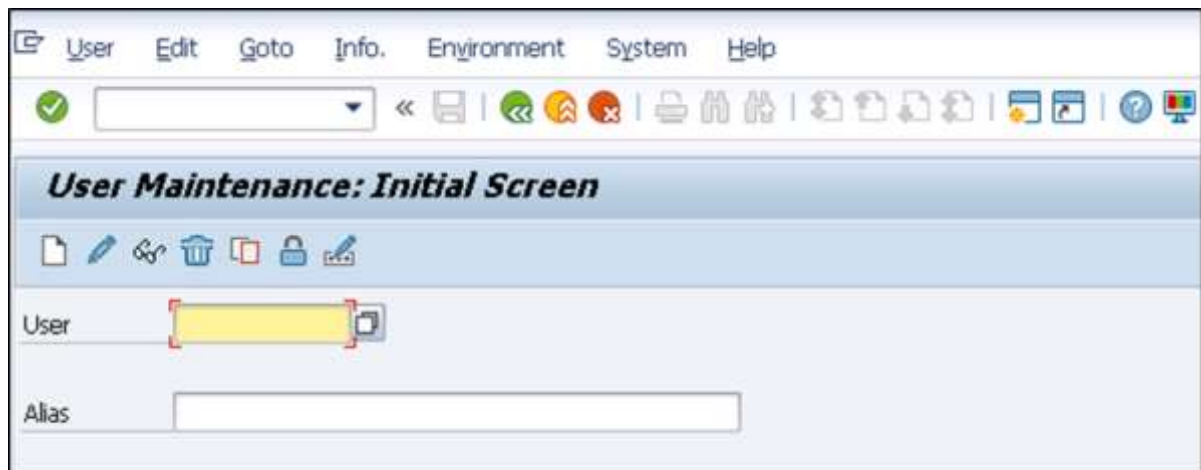 User Edit Goto Info. Environment System Help
User Maintenance: Initial Screen
User
Alias